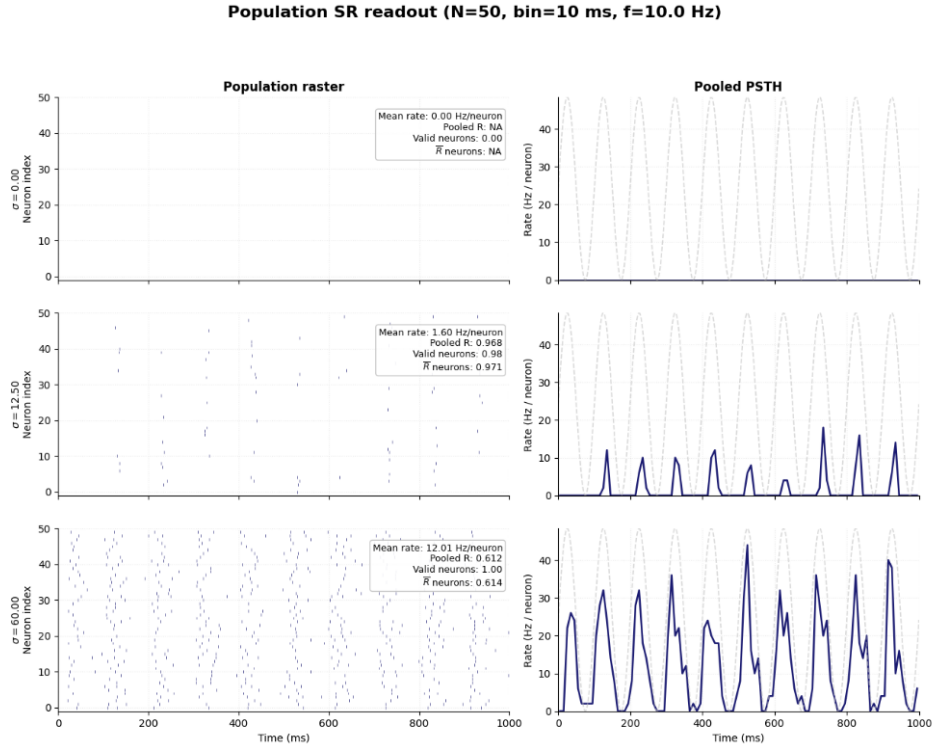 Population SR readout (N=50, bin=10 ms, f=10.0 Hz)
Population raster
50
40
30
20
10
0
σ = 0.00
Neuron index
Mean rate: 0.00 Hz/neuron
Pooled R: NA
Valid neurons: 0.00
R̅ neurons: NA
Pooled PSTH
40
30
20
10
0
Rate (Hz / neuron)
50
40
30
20
10
0
σ = 12.50
Neuron index
Mean rate: 1.60 Hz/neuron
Pooled R: 0.968
Valid neurons: 0.98
R̅ neurons: 0.971
40
30
20
10
0
Rate (Hz / neuron)
50
40
30
20
10
0
σ = 60.00
Neuron index
Mean rate: 12.01 Hz/neuron
Pooled R: 0.612
Valid neurons: 1.00
R̅ neurons: 0.614
0 200 400 600 800 1000
Time (ms)
40
30
20
10
0
Rate (Hz / neuron)
0 200 400 600 800 1000
Time (ms)